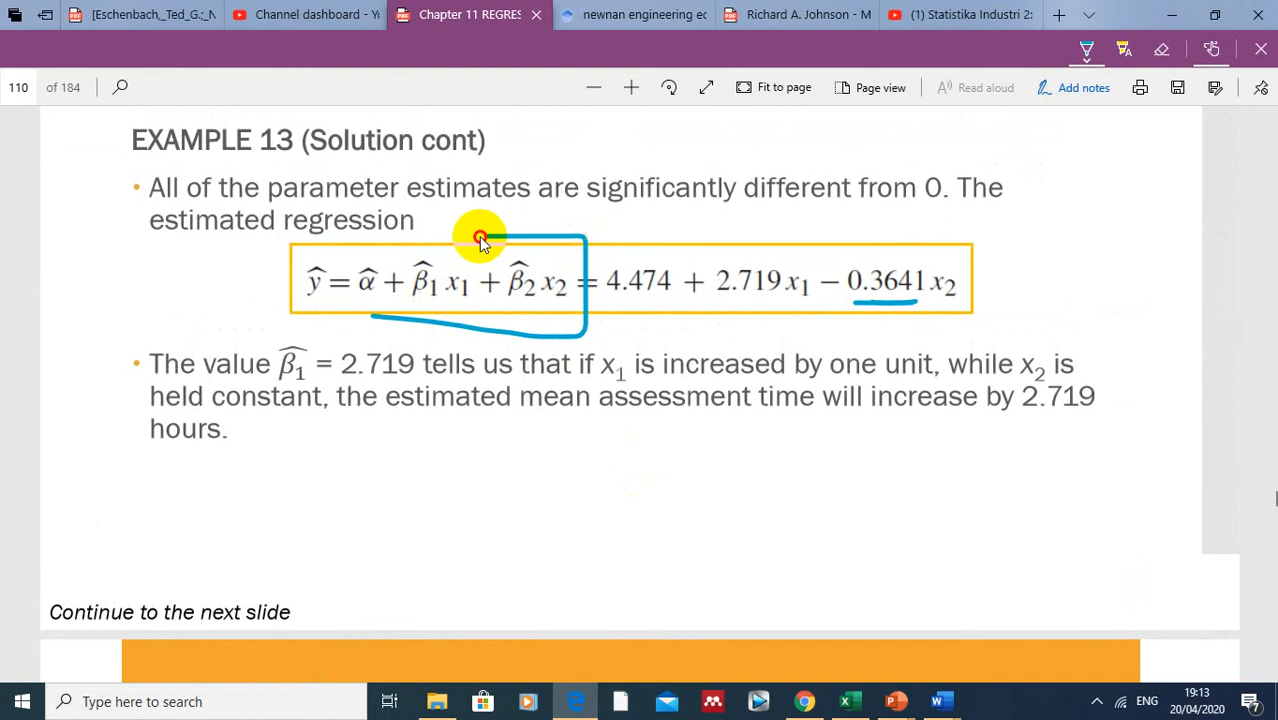 [Eschenbach,_Ted_G.;_N
Channel dashboard - Ya
Chapter 11 REGRES
newnan engineering ec
Richard A. Johnson - M
(1) Statistika Industri 2:
110 of 184
Fit to page
Page view
Read aloud
Add notes
EXAMPLE 13 (Solution cont)
• All of the parameter estimates are significantly different from 0. The
estimated regression
ŷ = α̂ + β̂₁ x₁ + β̂₂ x₂ = 4.474 + 2.719 x₁ − 0.3641 x₂
• The value β̂₁ = 2.719 tells us that if x₁ is increased by one unit, while x₂ is
held constant, the estimated mean assessment time will increase by 2.719
hours.
Continue to the next slide
Type here to search
ENG
19:13
20/04/2020